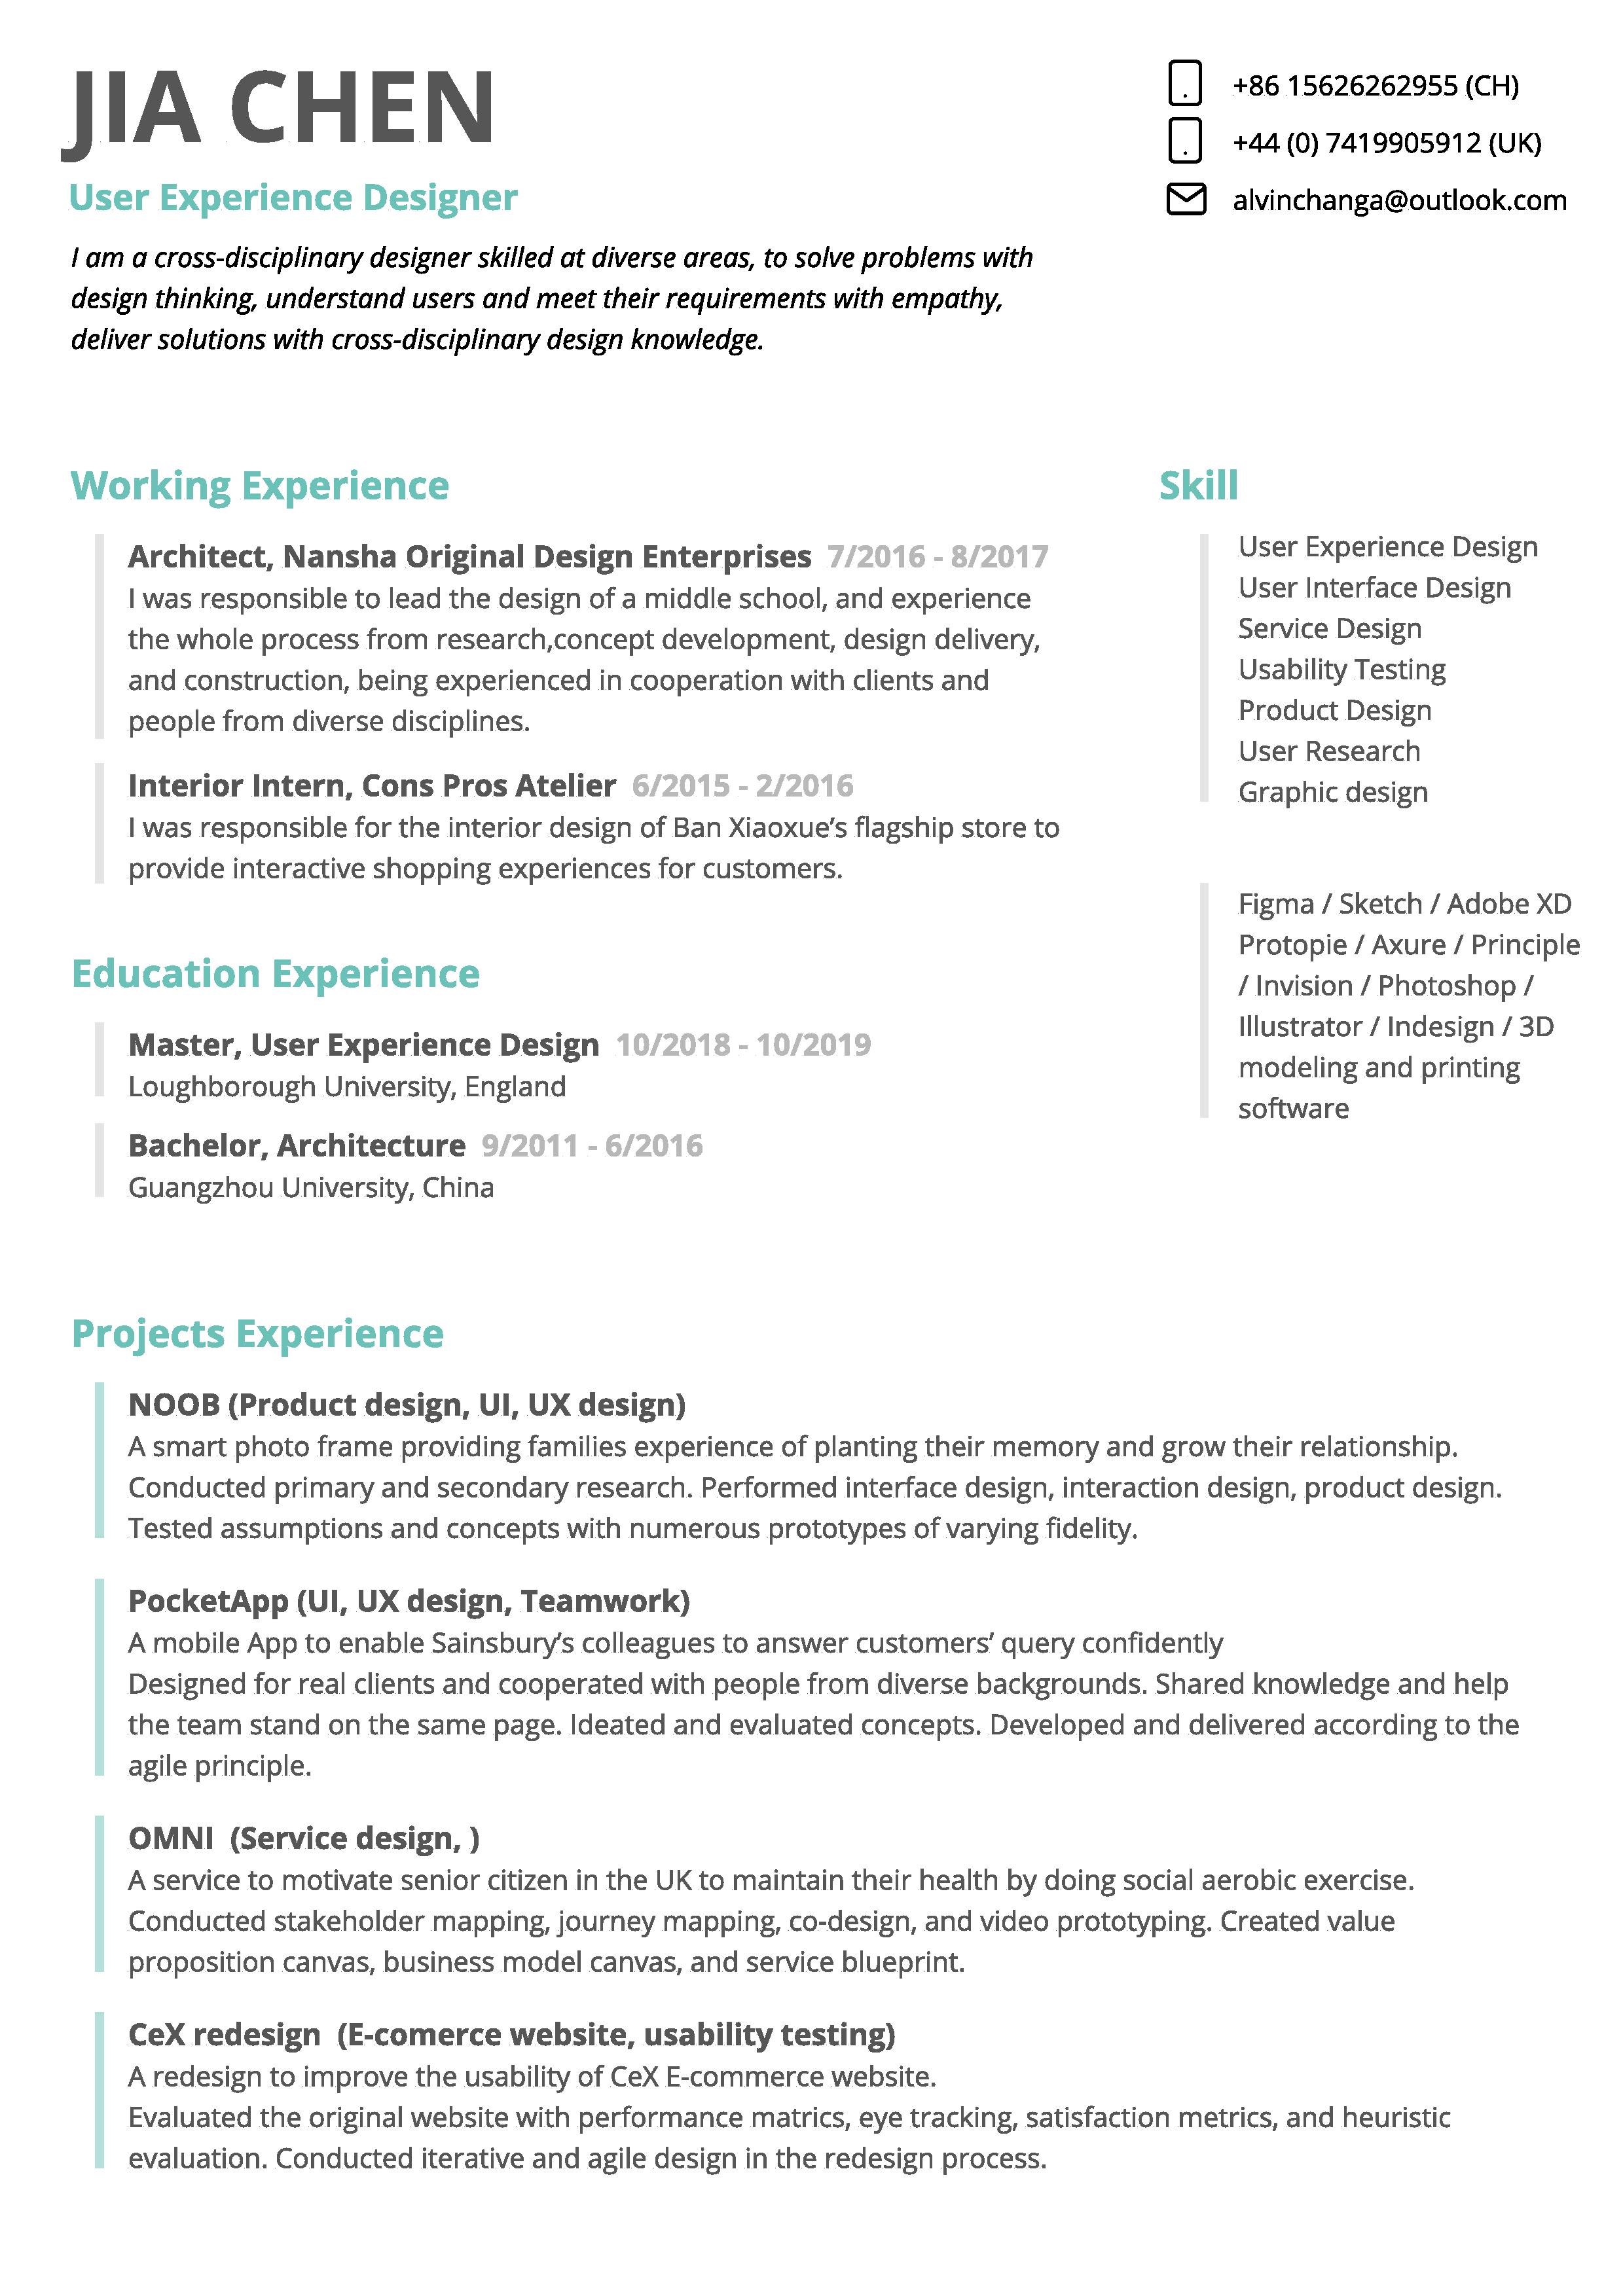 JIA CHEN
User Experience Designer
I am a cross-disciplinary designer skilled at diverse areas, to solve problems with
design thinking, understand users and meet their requirements with empathy,
deliver solutions with cross-disciplinary design knowledge.
+86 15626262955 (CH)
+44 (0) 7419905912 (UK)
alvinchanga@outlook.com
Working Experience
Architect, Nansha Original Design Enterprises 7/2016 - 8/2017
I was responsible to lead the design of a middle school, and experience
the whole process from research,concept development, design delivery,
and construction, being experienced in cooperation with clients and
people from diverse disciplines.
Interior Intern, Cons Pros Atelier 6/2015 - 2/2016
I was responsible for the interior design of Ban Xiaoxue’s flagship store to
provide interactive shopping experiences for customers.
Education Experience
Master, User Experience Design 10/2018 - 10/2019
Loughborough University, England
Bachelor, Architecture 9/2011 - 6/2016
Guangzhou University, China
Skill
User Experience Design
User Interface Design
Service Design
Usability Testing
Product Design
User Research
Graphic design
Figma / Sketch / Adobe XD
Protopie / Axure / Principle
/ Invision / Photoshop /
Illustrator / Indesign / 3D
modeling and printing
software
Projects Experience
NOOB (Product design, UI, UX design)
A smart photo frame providing families experience of planting their memory and grow their relationship.
Conducted primary and secondary research. Performed interface design, interaction design, product design.
Tested assumptions and concepts with numerous prototypes of varying fidelity.
PocketApp (UI, UX design, Teamwork)
A mobile App to enable Sainsbury’s colleagues to answer customers’ query confidently
Designed for real clients and cooperated with people from diverse backgrounds. Shared knowledge and help
the team stand on the same page. Ideated and evaluated concepts. Developed and delivered according to the
agile principle.
OMNI (Service design, )
A service to motivate senior citizen in the UK to maintain their health by doing social aerobic exercise.
Conducted stakeholder mapping, journey mapping, co-design, and video prototyping. Created value
proposition canvas, business model canvas, and service blueprint.
CeX redesign (E-comerce website, usability testing)
A redesign to improve the usability of CeX E-commerce website.
Evaluated the original website with performance matrics, eye tracking, satisfaction metrics, and heuristic
evaluation. Conducted iterative and agile design in the redesign process.